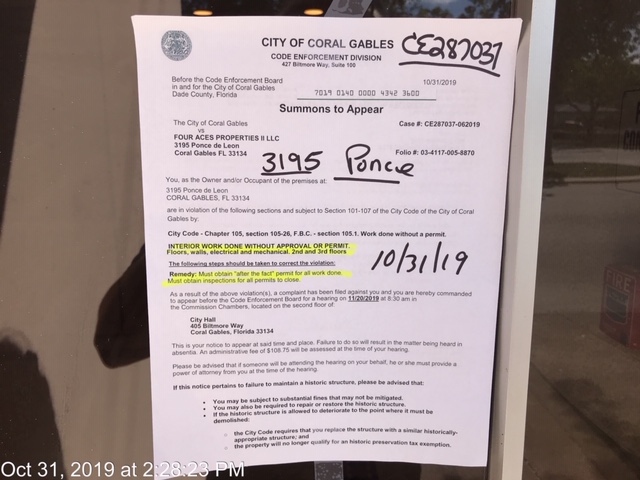 CITY OF CORAL GABLES
CE287037
CODE ENFORCEMENT DIVISION
427 Biltmore Way, Suite 100
Before the Code Enforcement Board
in and for the City of Coral Gables
Dade County, Florida
10/31/2019
7019 0140 0000 4342 3600
Summons to Appear
The City of Coral Gables
vs
Case #: CE287037-062019
FOUR ACES PROPERTIES II LLC
3195 Ponce de Leon
Coral Gables FL 33134
Folio #: 03-4117-005-8870
3195 Ponce
You, as the Owner and/or Occupant of the premises at:
3195 Ponce de Leon
CORAL GABLES, FL 33134
are in violation of the following sections and subject to Section 101-107 of the City Code of the City of Coral
Gables by:
City Code - Chapter 105, section 105-26, F.B.C. - section 105.1. Work done without a permit.
INTERIOR WORK DONE WITHOUT APPROVAL OR PERMIT.
Floors, walls, electrical and mechanical. 2nd and 3rd floors
The following steps should be taken to correct the violation:
10/31/19
Remedy: Must obtain "after the fact" permit for all work done.
Must obtain inspections for all permits to close.
As a result of the above violation(s), a complaint has been filed against you and you are hereby commanded
to appear before the Code Enforcement Board for a hearing on 11/20/2019 at 8:30 am in
the Commission Chambers, located on the second floor of:
City Hall
405 Biltmore Way
Coral Gables, Florida 33134
This is your notice to appear at said time and place. Failure to do so will result in the matter being heard in
absentia. An administrative fee of $108.75 will be assessed at the time of your hearing.
Please be advised that if someone will be attending the hearing on your behalf, he or she must provide a
power of attorney from you at the time of the hearing.
If this notice pertains to failure to maintain a historic structure, please be advised that:
• You may be subject to substantial fines that may not be mitigated.
• You may also be required to repair or restore the historic structure.
• If the historic structure is allowed to deteriorate to the point where it must be
demolished:
o the City Code requires that you replace the structure with a similar historically-
appropriate structure; and
o the property will no longer qualify for an historic preservation tax exemption.
Oct 31, 2019 at 2:28:23 PM